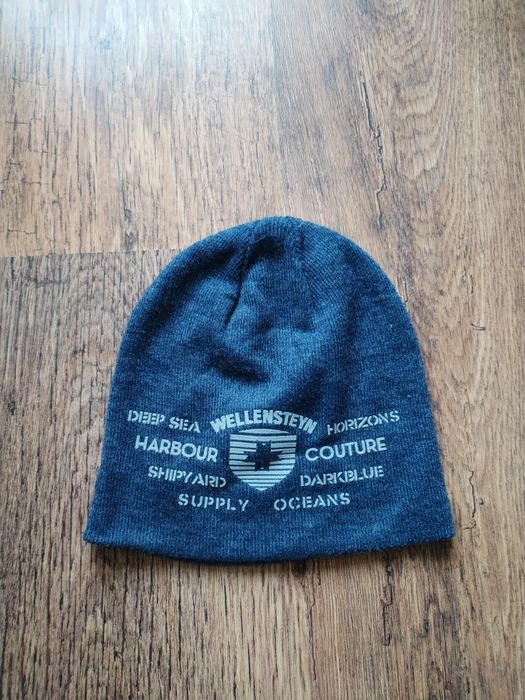 DEEP SEA WELLENSTEYN HORIZONS
HARBOUR COUTURE
SHIPYARD DARKBLUE
SUPPLY OCEANS